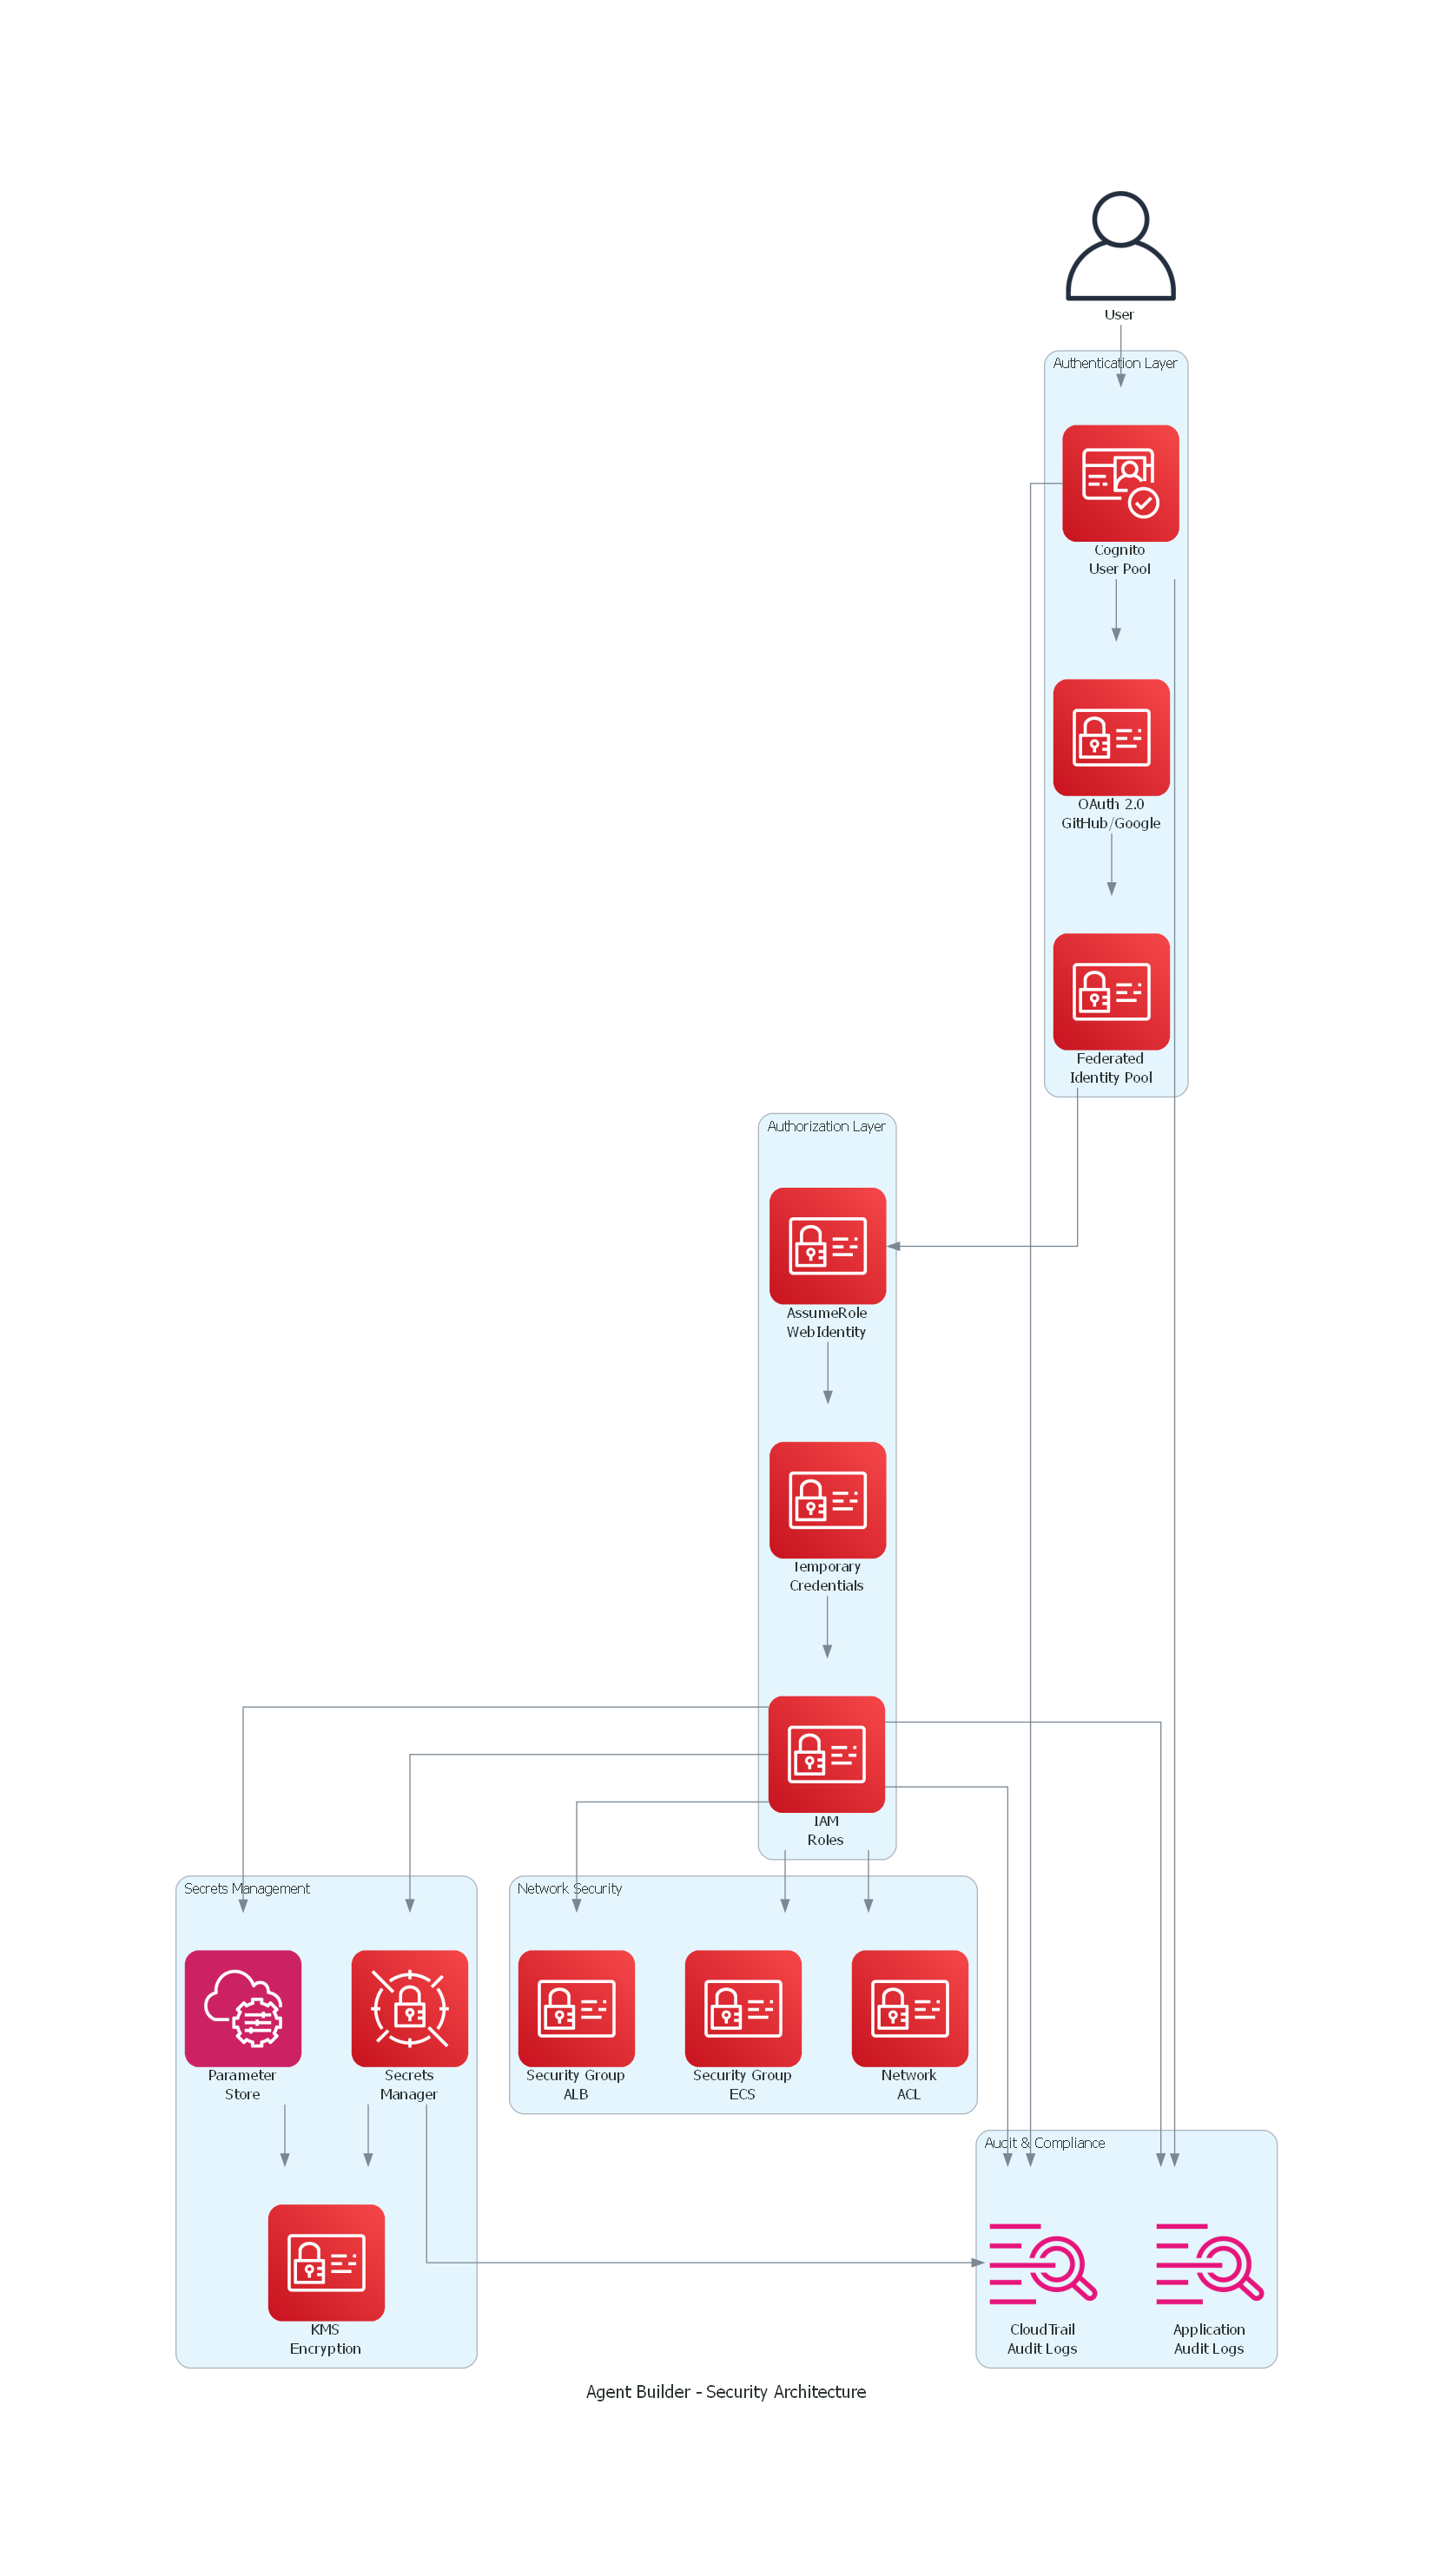 User
Authentication Layer
Cognito
User Pool
OAuth 2.0
GitHub/Google
Federated
Identity Pool
Authorization Layer
AssumeRole
WebIdentity
Temporary
Credentials
IAM
Roles
Secrets Management
Network Security
Parameter
Store
Secrets
Manager
Security Group
ALB
Security Group
ECS
Network
ACL
Audit & Compliance
KMS
Encryption
CloudTrail
Audit Logs
Application
Audit Logs
Agent Builder - Security Architecture